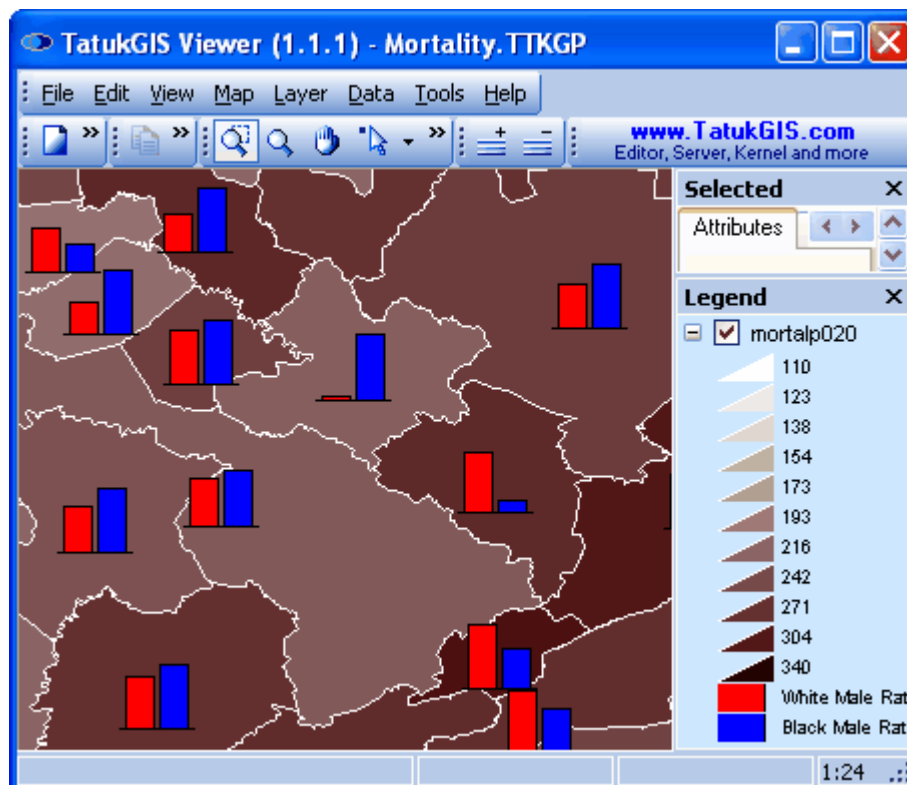 TatukGIS Viewer (1.1.1) - Mortality.TTKGP
File Edit View Map Layer Data Tools Help
www.TatukGIS.com
Editor, Server, Kernel and more
Selected
Attributes
Legend
mortalp020
110
123
138
154
173
193
216
242
271
304
340
White Male Rat
Black Male Rat
1:24